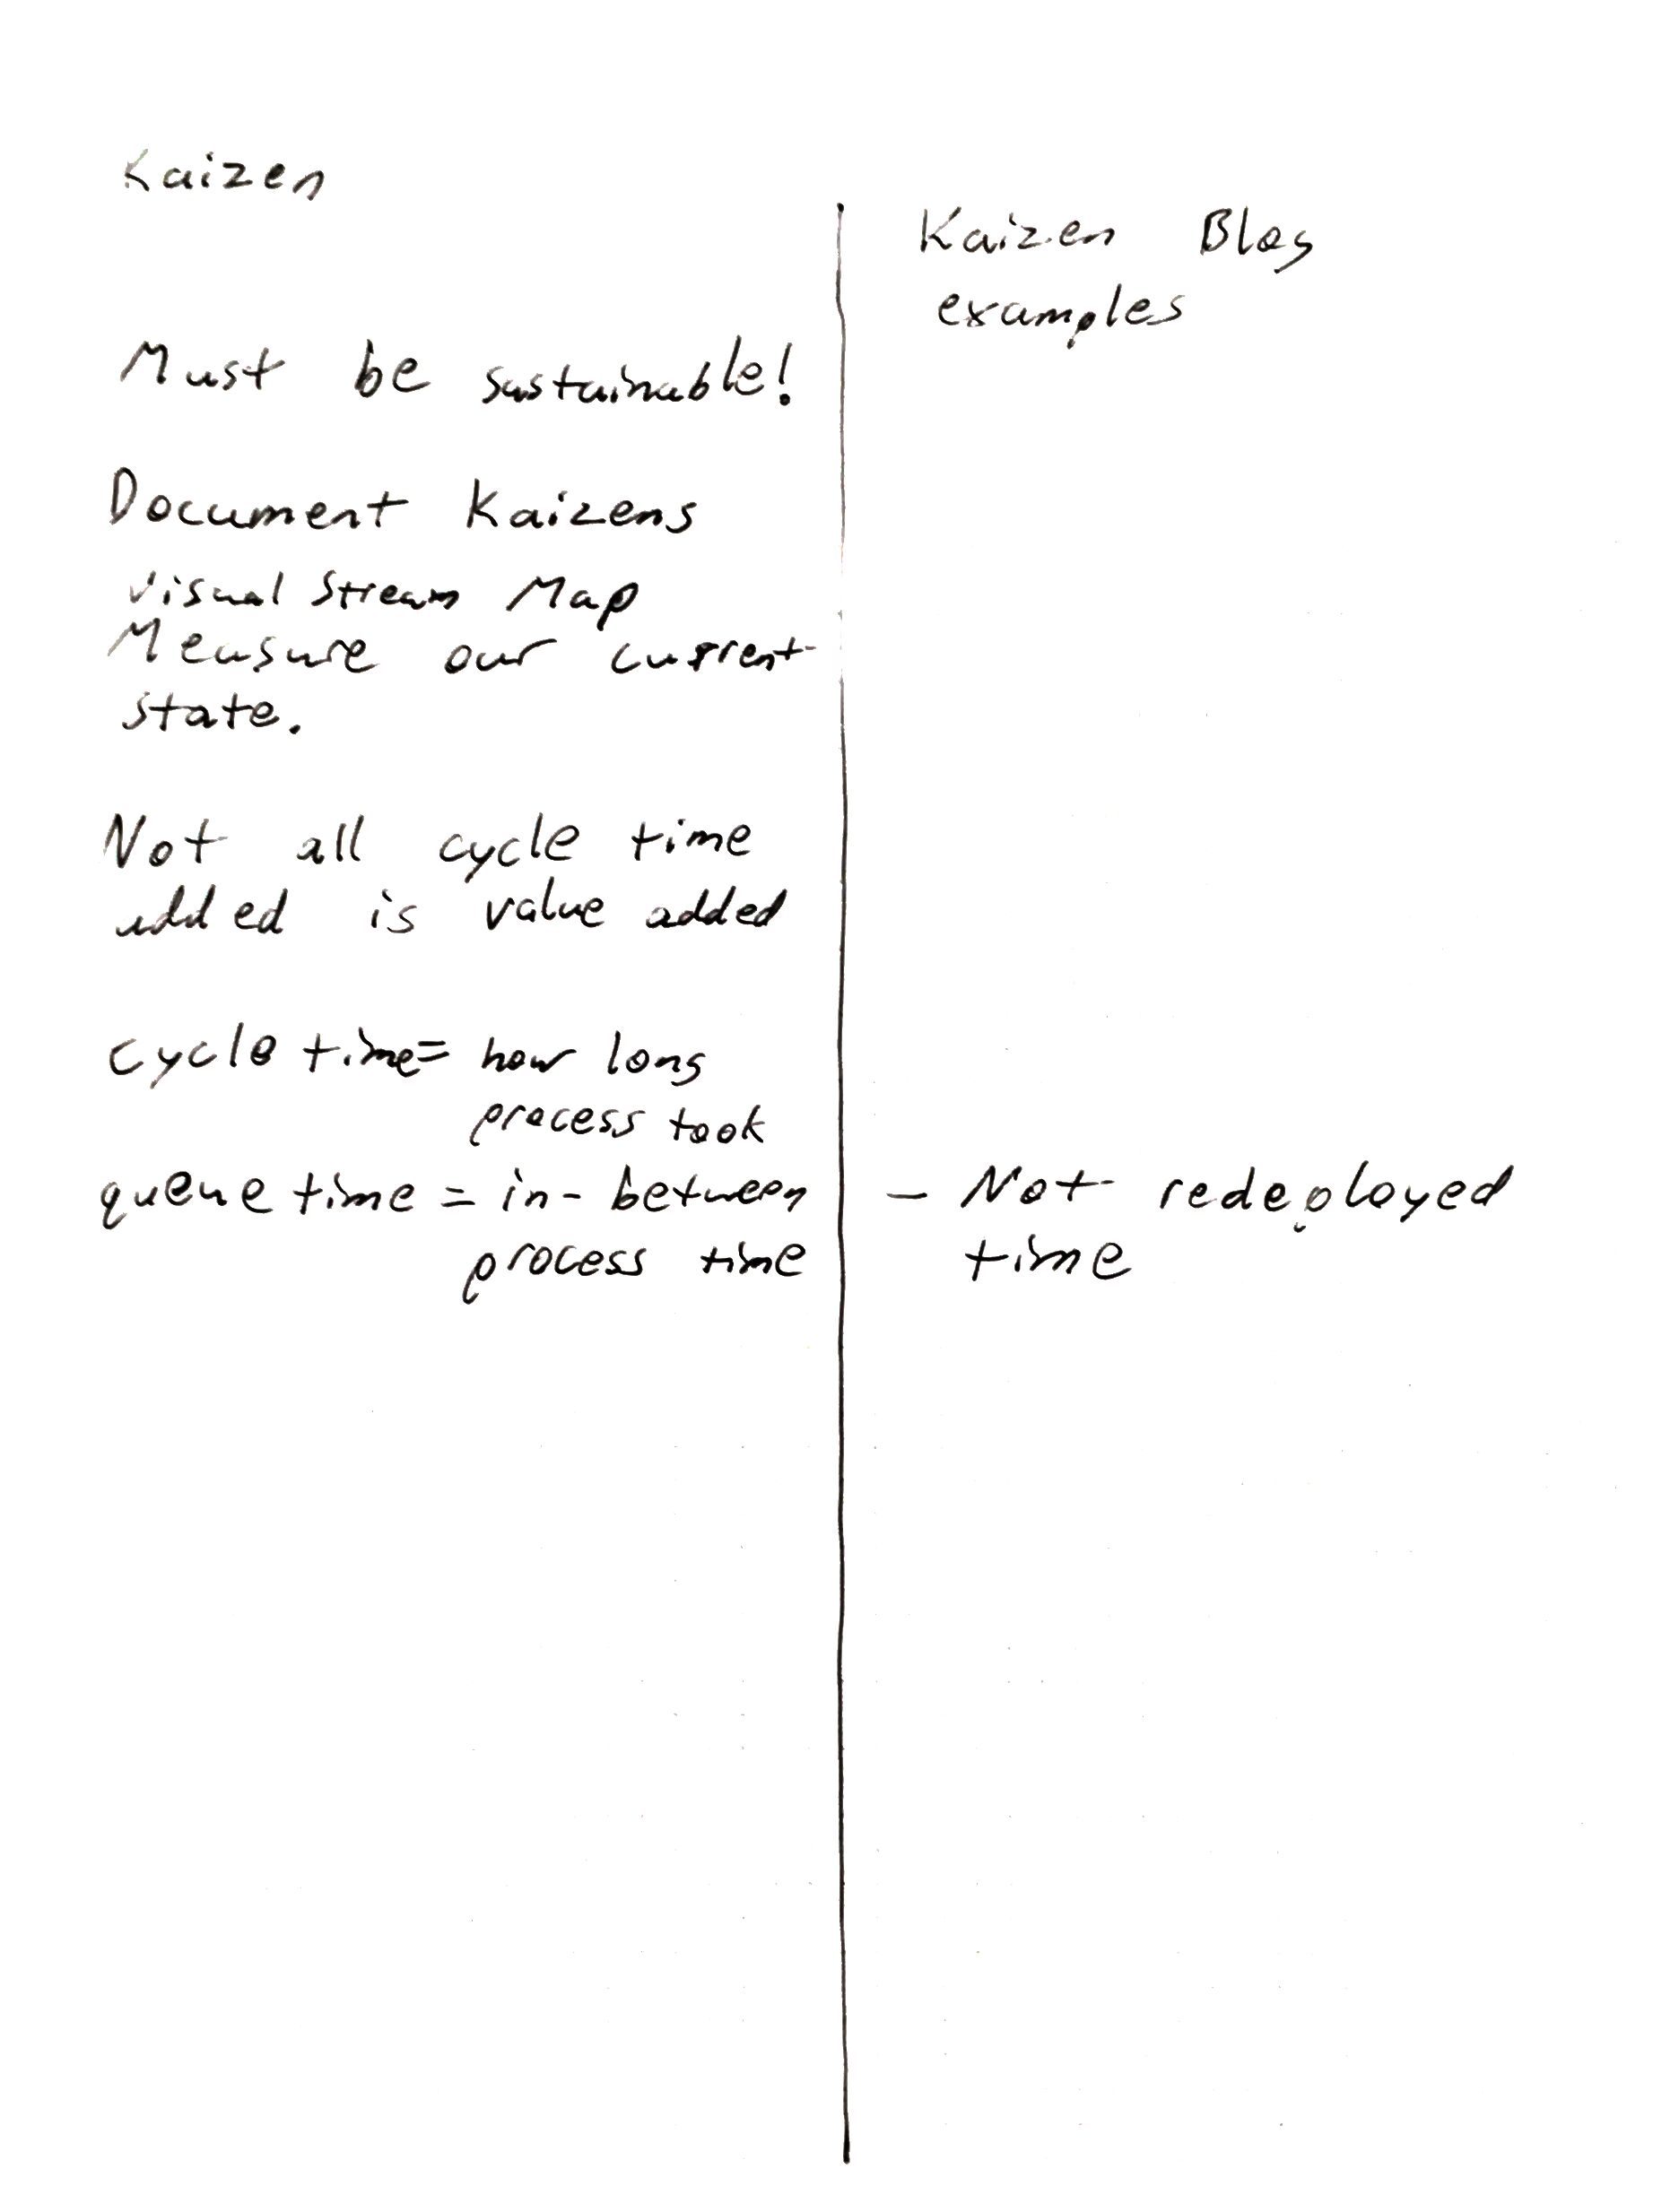 Kaizen
Must be sustainable!
Document Kaizens
Visual Stream Map
Measure our current
state.
Not all cycle time
added is value added
cycle time = how long
process took
queue time = in-between
process time
Kaizen Blog
examples
- Not redeployed
time